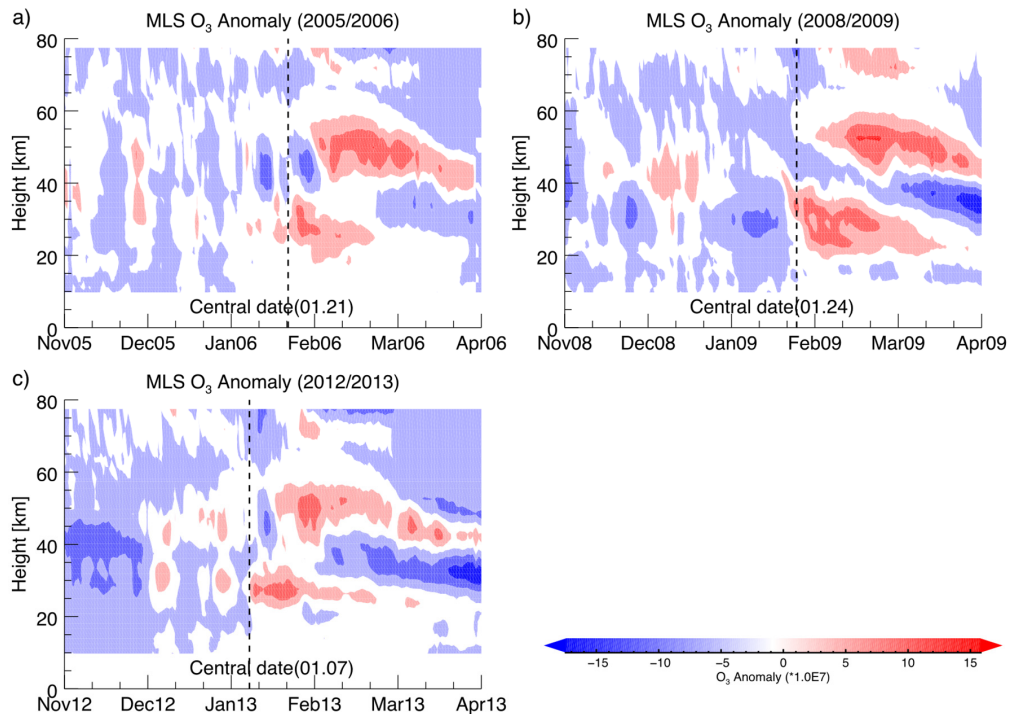 a)
MLS O₃ Anomaly (2005/2006)
80
60
40
20
0
Height [km]
Central date(01.21)
Nov05 Dec05 Jan06 Feb06 Mar06 Apr06
b)
MLS O₃ Anomaly (2008/2009)
80
60
40
20
0
Height [km]
Central date(01.24)
Nov08 Dec08 Jan09 Feb09 Mar09 Apr09
c)
MLS O₃ Anomaly (2012/2013)
80
60
40
20
0
Height [km]
Central date(01.07)
Nov12 Dec12 Jan13 Feb13 Mar13 Apr13
−15 −10 −5 0 5 10 15
O₃ Anomaly (*1.0E7)